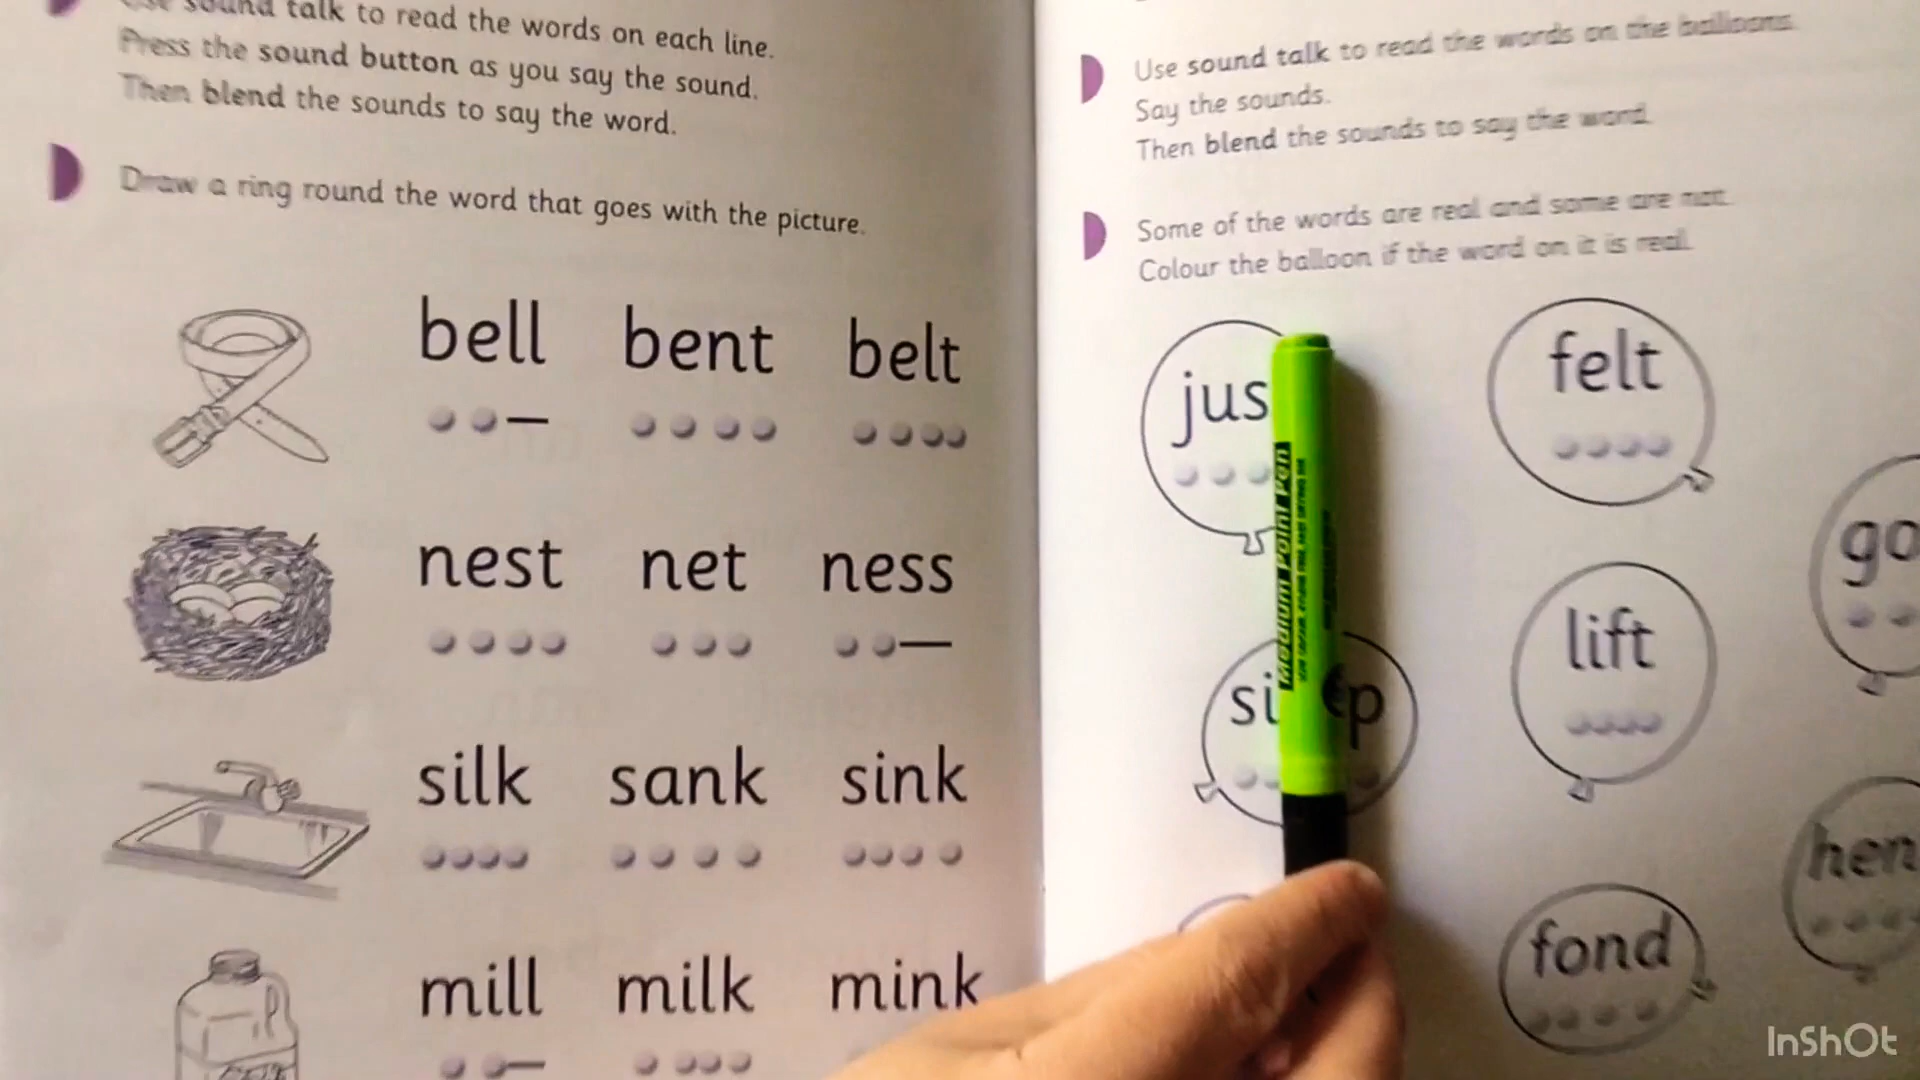 sound talk to read the words on each line.
Press the sound button as you say the sound.
Then blend the sounds to say the word.
Draw a ring round the word that goes with the picture.
bell bent belt
nest net ness
silk sank sink
mill milk mink
Use sound talk to read the words on the balloons.
Say the sounds.
Then blend the sounds to say the word.
Some of the words are real and some are not.
Colour the balloon if the word on it is real.
jus
felt
go
si p
lift
hen
fond
Medium Point Pen
InShOt